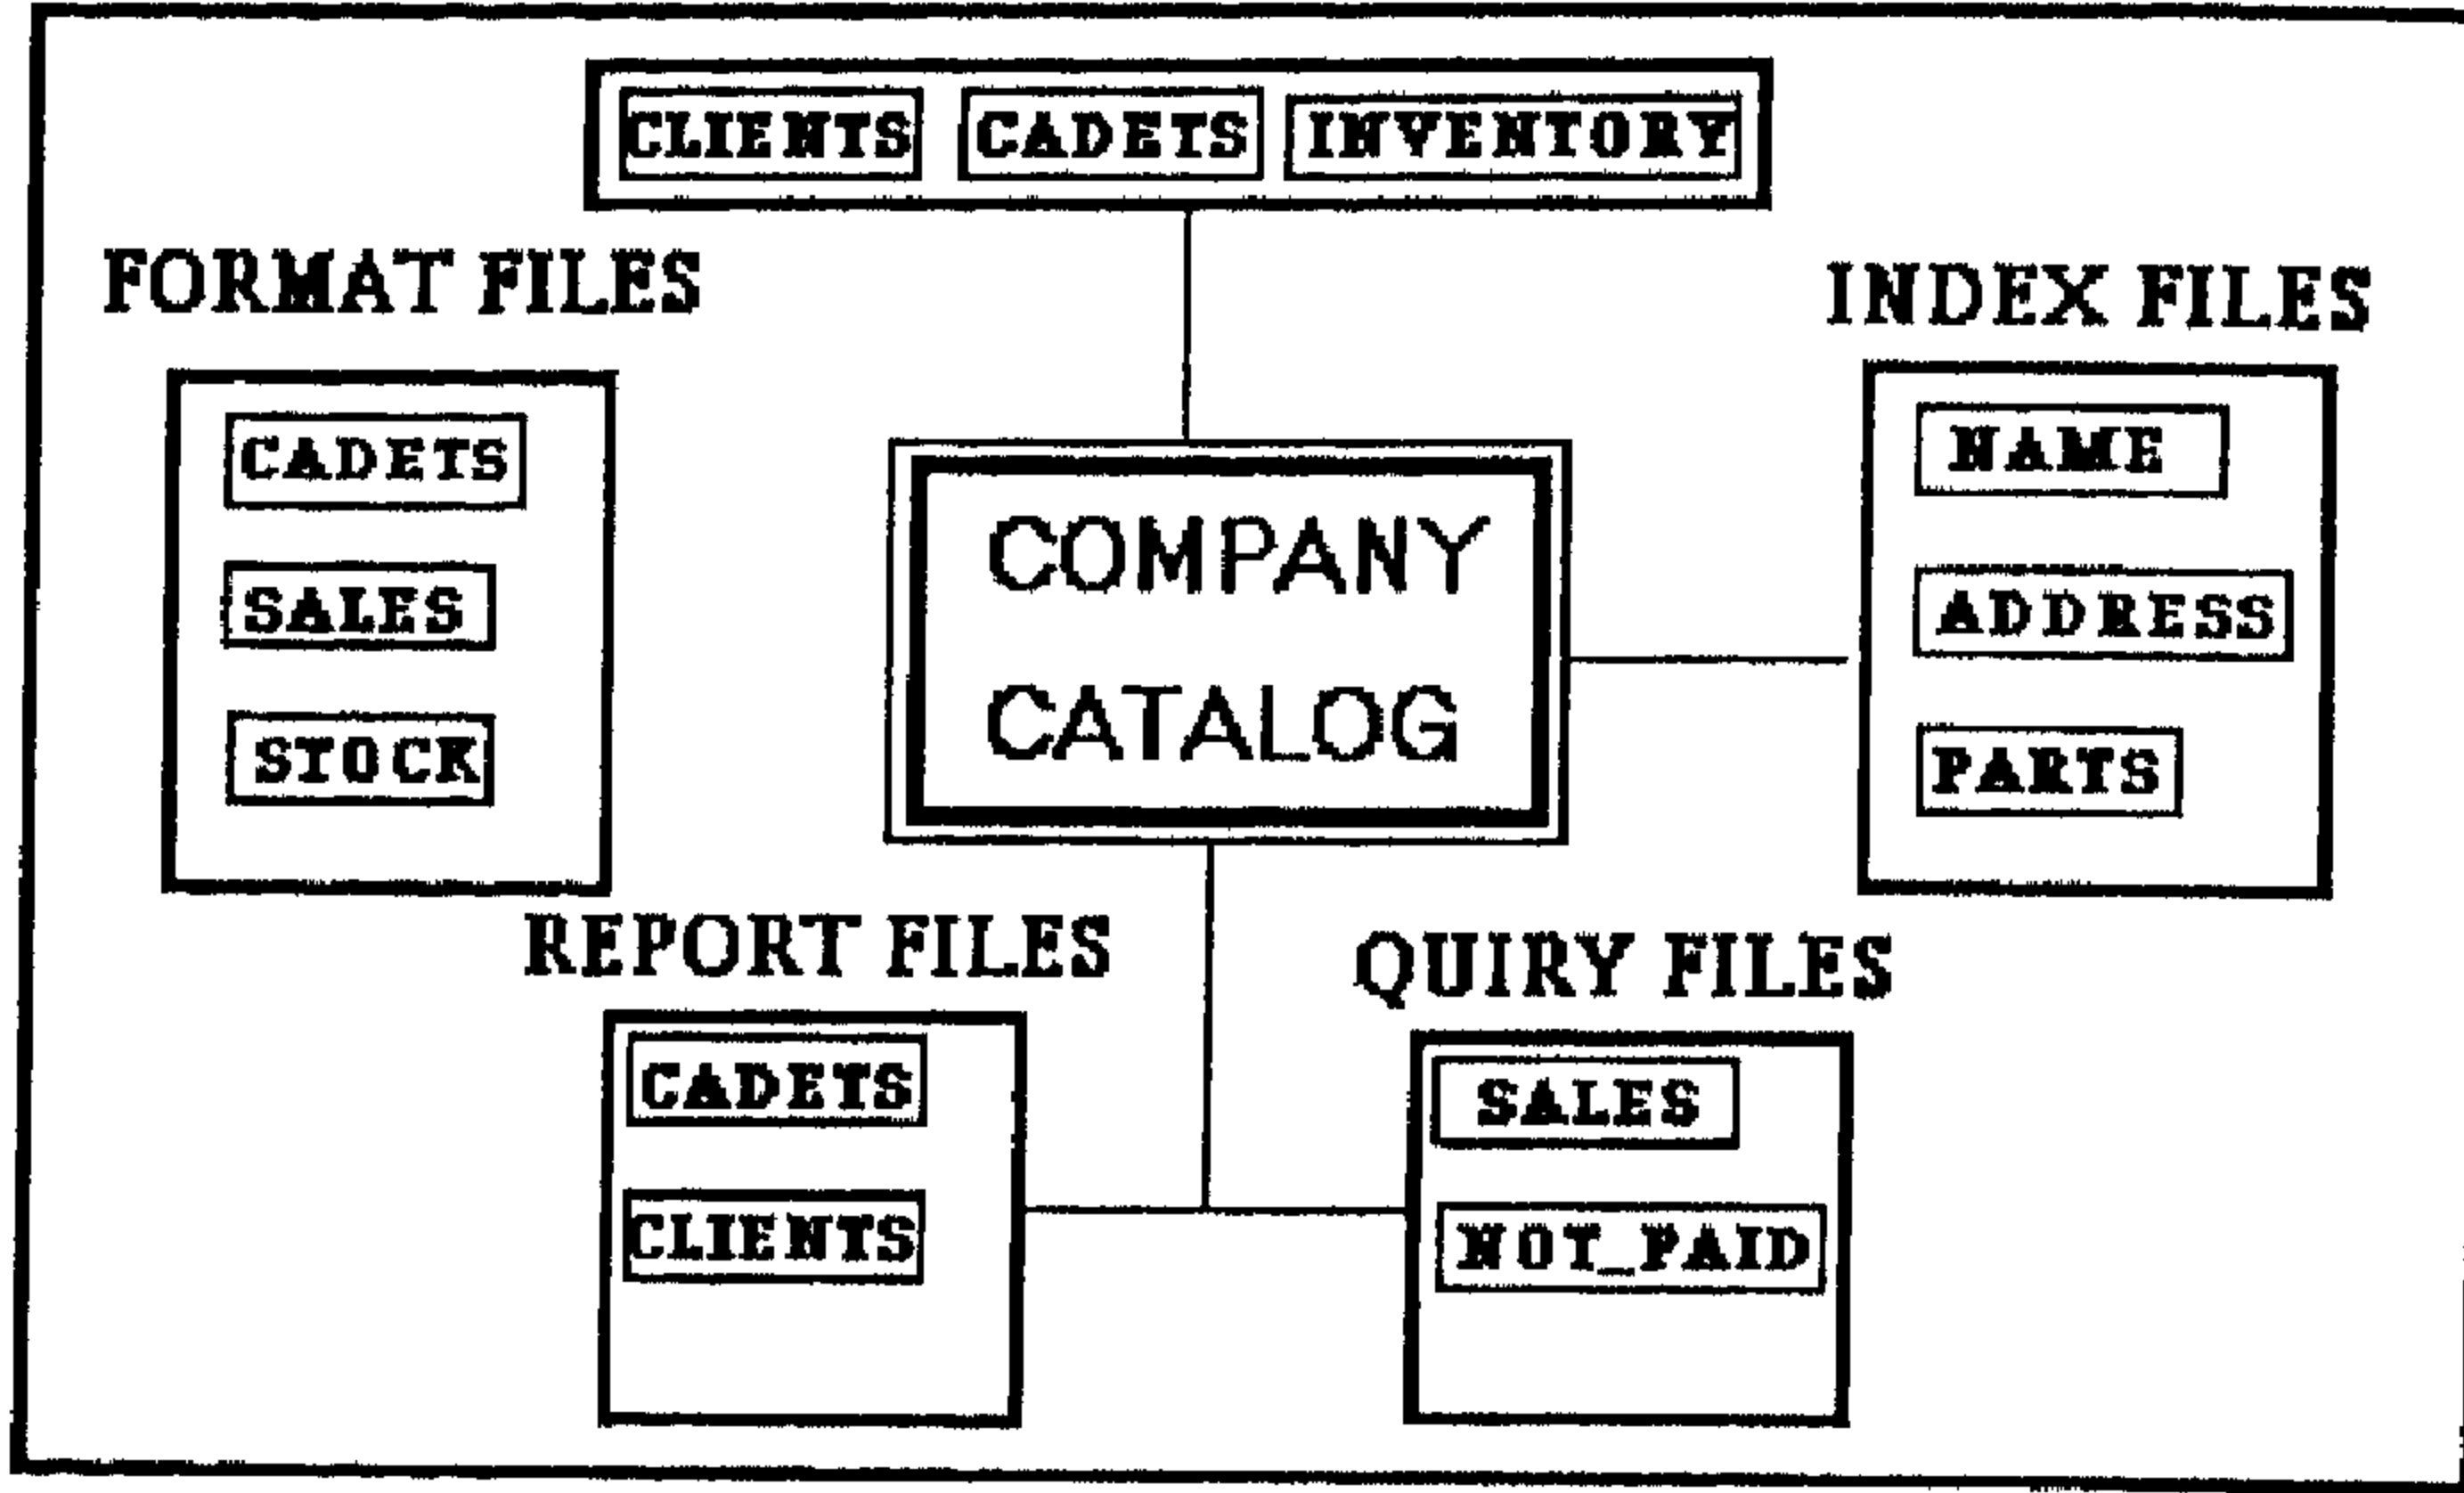 CLIENTS CADETS INVENTORY
FORMAT FILES
CADETS
SALES
STOCK
COMPANY
CATALOG
INDEX FILES
NAME
ADDRESS
PARTS
REPORT FILES
CADETS
CLIENTS
QUIRY FILES
SALES
NOT_PAID